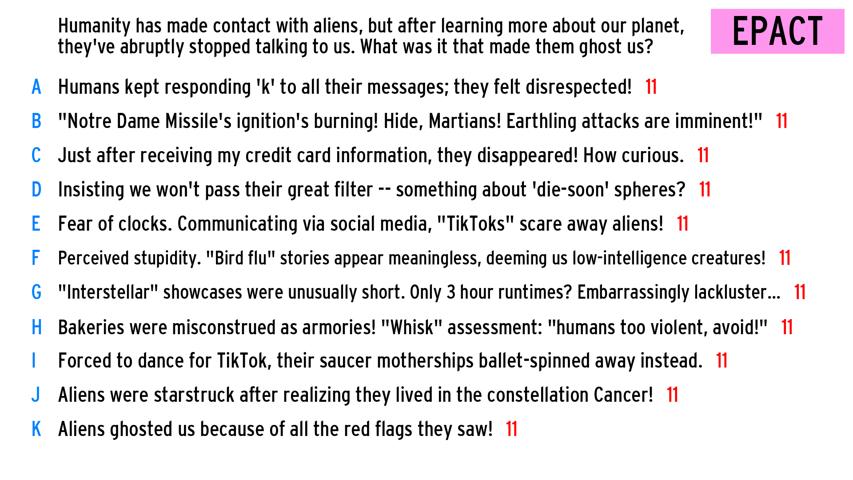 Humanity has made contact with aliens, but after learning more about our planet,
they've abruptly stopped talking to us. What was it that made them ghost us?
EPACT
A Humans kept responding 'k' to all their messages; they felt disrespected! 11
B "Notre Dame Missile's ignition's burning! Hide, Martians! Earthling attacks are imminent!" 11
C Just after receiving my credit card information, they disappeared! How curious. 11
D Insisting we won't pass their great filter -- something about 'die-soon' spheres? 11
E Fear of clocks. Communicating via social media, "TikToks" scare away aliens! 11
F Perceived stupidity. "Bird flu" stories appear meaningless, deeming us low-intelligence creatures! 11
G "Interstellar" showcases were unusually short. Only 3 hour runtimes? Embarrassingly lackluster... 11
H Bakeries were misconstrued as armories! "Whisk" assessment: "humans too violent, avoid!" 11
I Forced to dance for TikTok, their saucer motherships ballet-spinned away instead. 11
J Aliens were starstruck after realizing they lived in the constellation Cancer! 11
K Aliens ghosted us because of all the red flags they saw! 11